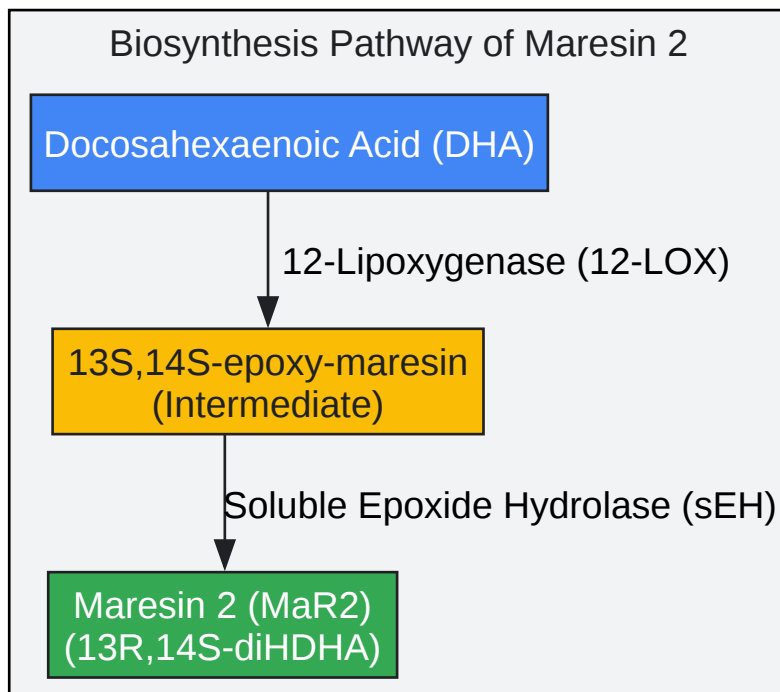 Biosynthesis Pathway of Maresin 2
Docosahexaenoic Acid (DHA)
12-Lipoxygenase (12-LOX)
13S,14S-epoxy-maresin
(Intermediate)
Soluble Epoxide Hydrolase (sEH)
Maresin 2 (MaR2)
(13R,14S-diHDHA)